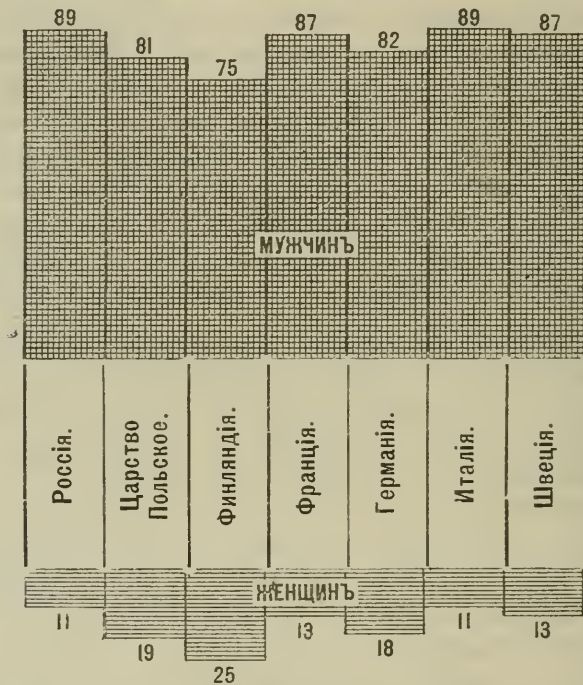 89
81
75
87
82
89
87
МУЖЧИНЪ
Россія.
Царство
Польское.
Финляндія.
Франція.
Германія.
Италія.
Швеція.
ЖЕНЩИНЪ
11
19
25
13
18
11
13